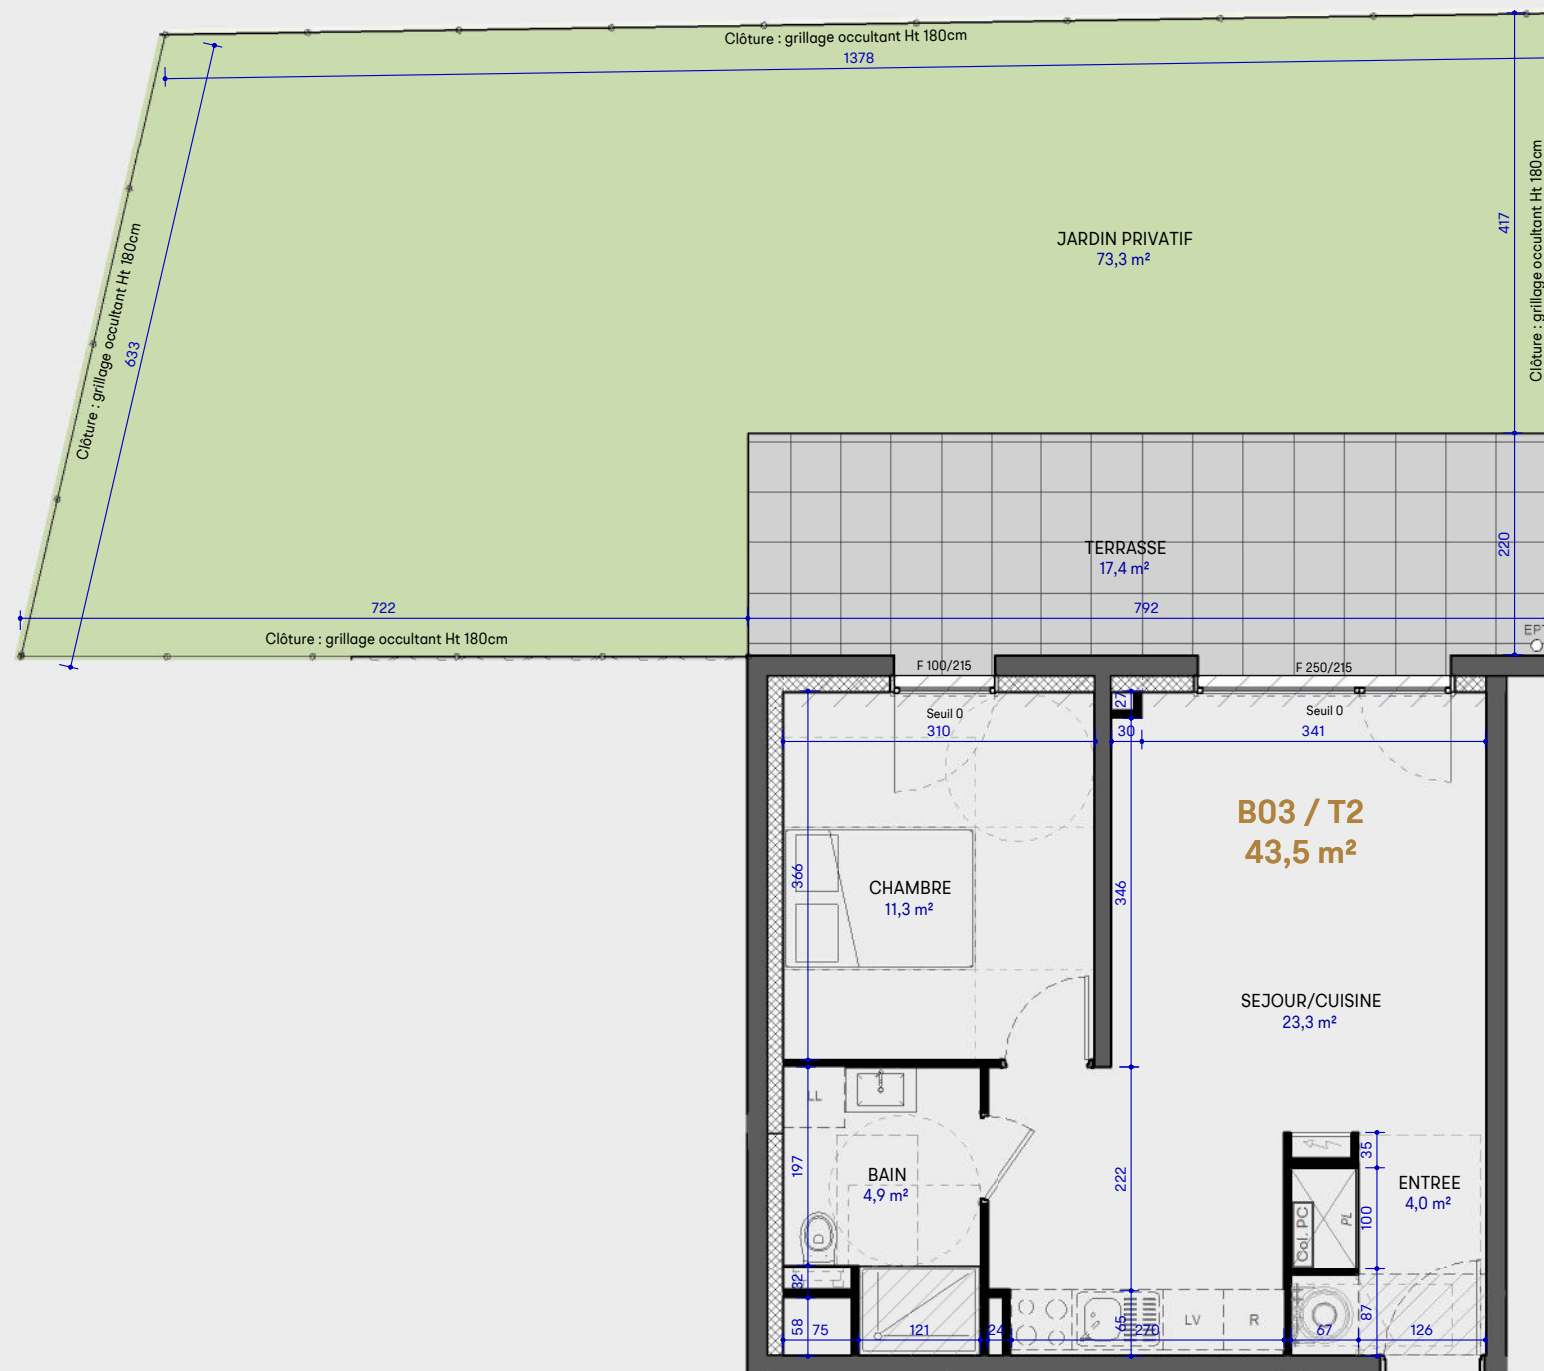 Clôture : grillage occultant Ht 180cm
1378
Clôture : grillage occultant Ht 180cm
633
JARDIN PRIVATIF
73,3 m²
417
Clôture : grillage occultant Ht 180cm
TERRASSE
17,4 m²
220
722
792
Clôture : grillage occultant Ht 180cm
EP
F 100/215
F 250/215
Seuil 0
310
27
30
Seuil 0
341
B03 / T2
43,5 m²
366
CHAMBRE
11,3 m²
346
SEJOUR/CUISINE
23,3 m²
LL
197
BAIN
4,9 m²
222
35
ENTREE
4,0 m²
100
PL
Col. PC
32
58
75
121
24
65
270
LV
R
67
87
126